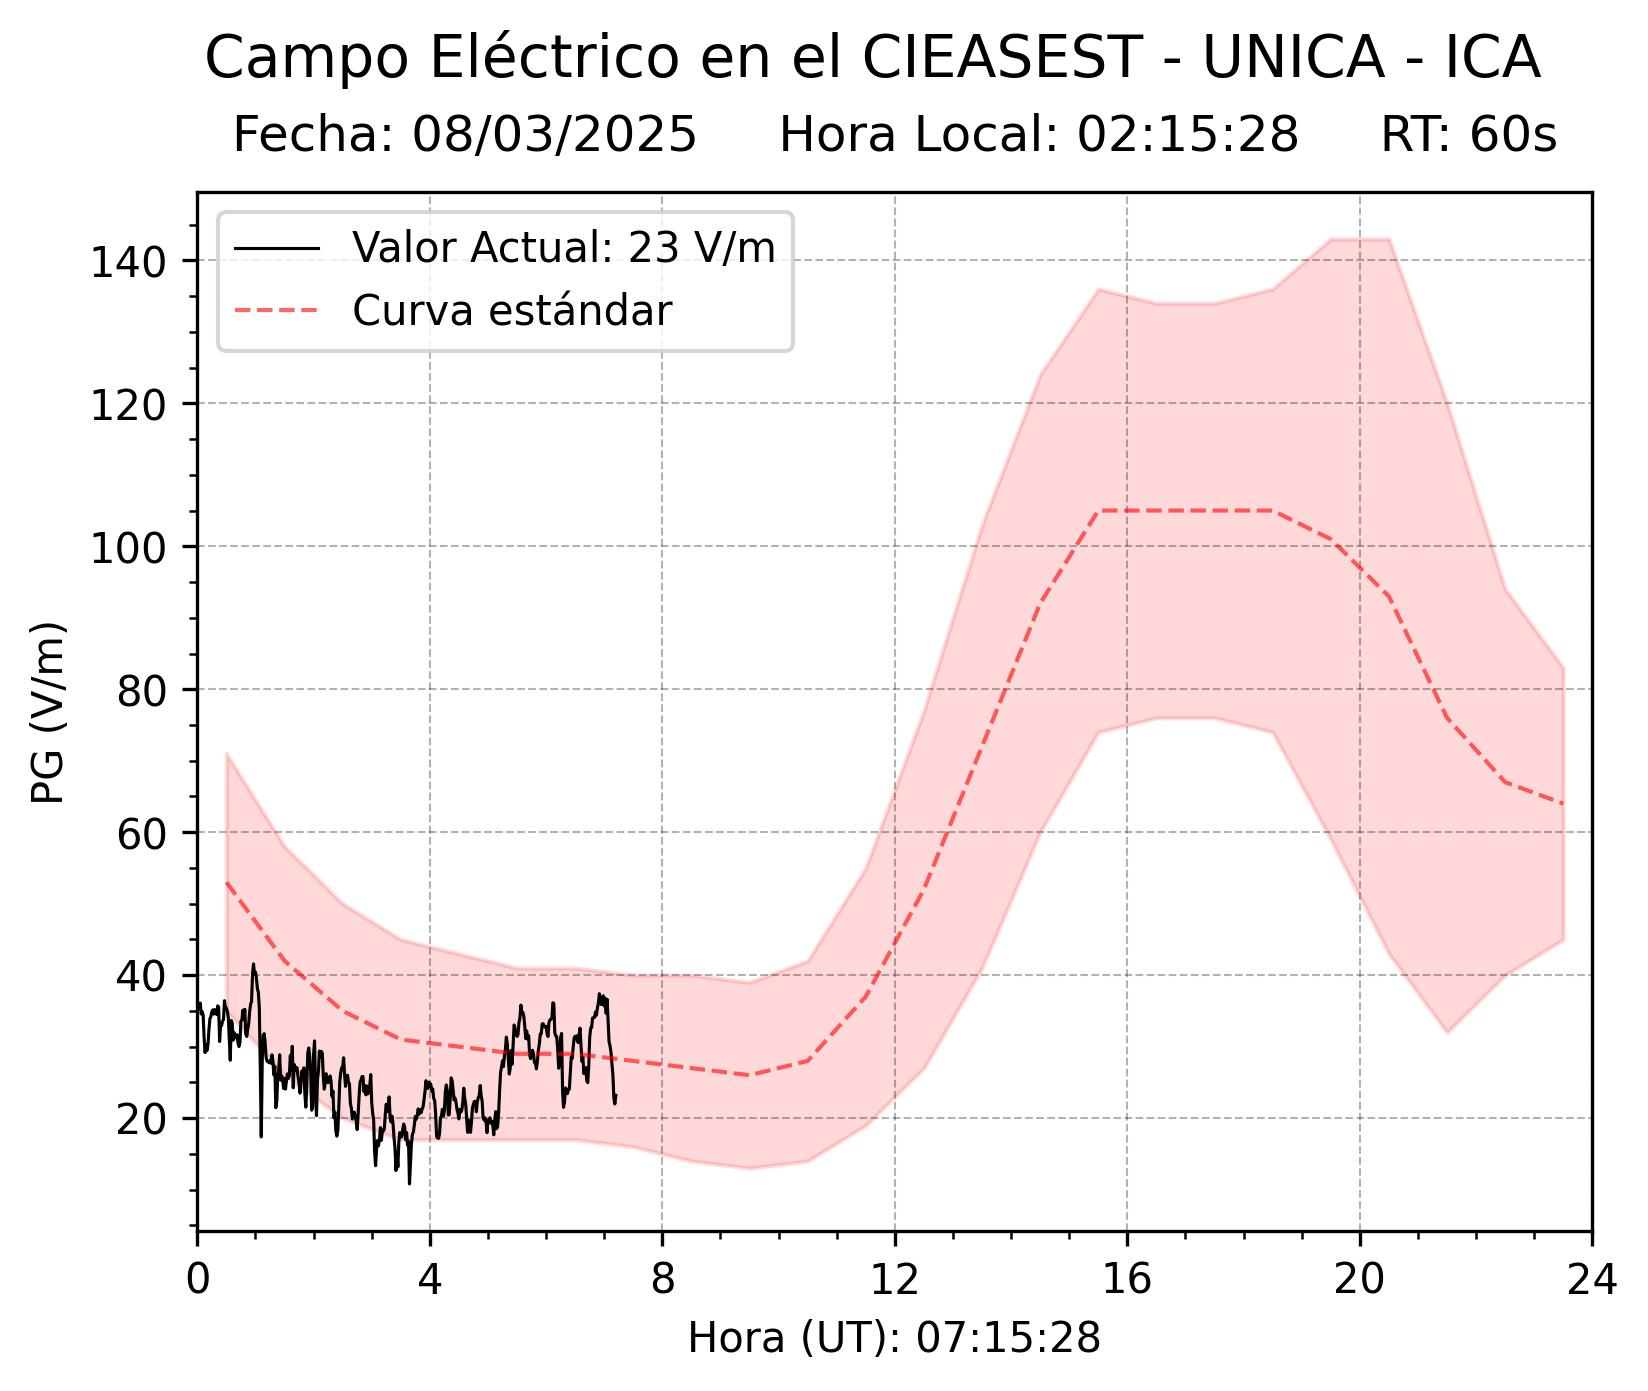 Campo Eléctrico en el CIEASEST - UNICA - ICA
Fecha: 08/03/2025 Hora Local: 02:15:28 RT: 60s
Valor Actual: 23 V/m
Curva estándar
140
120
100
80
60
40
20
PG (V/m)
0 4 8 12 16 20 24
Hora (UT): 07:15:28